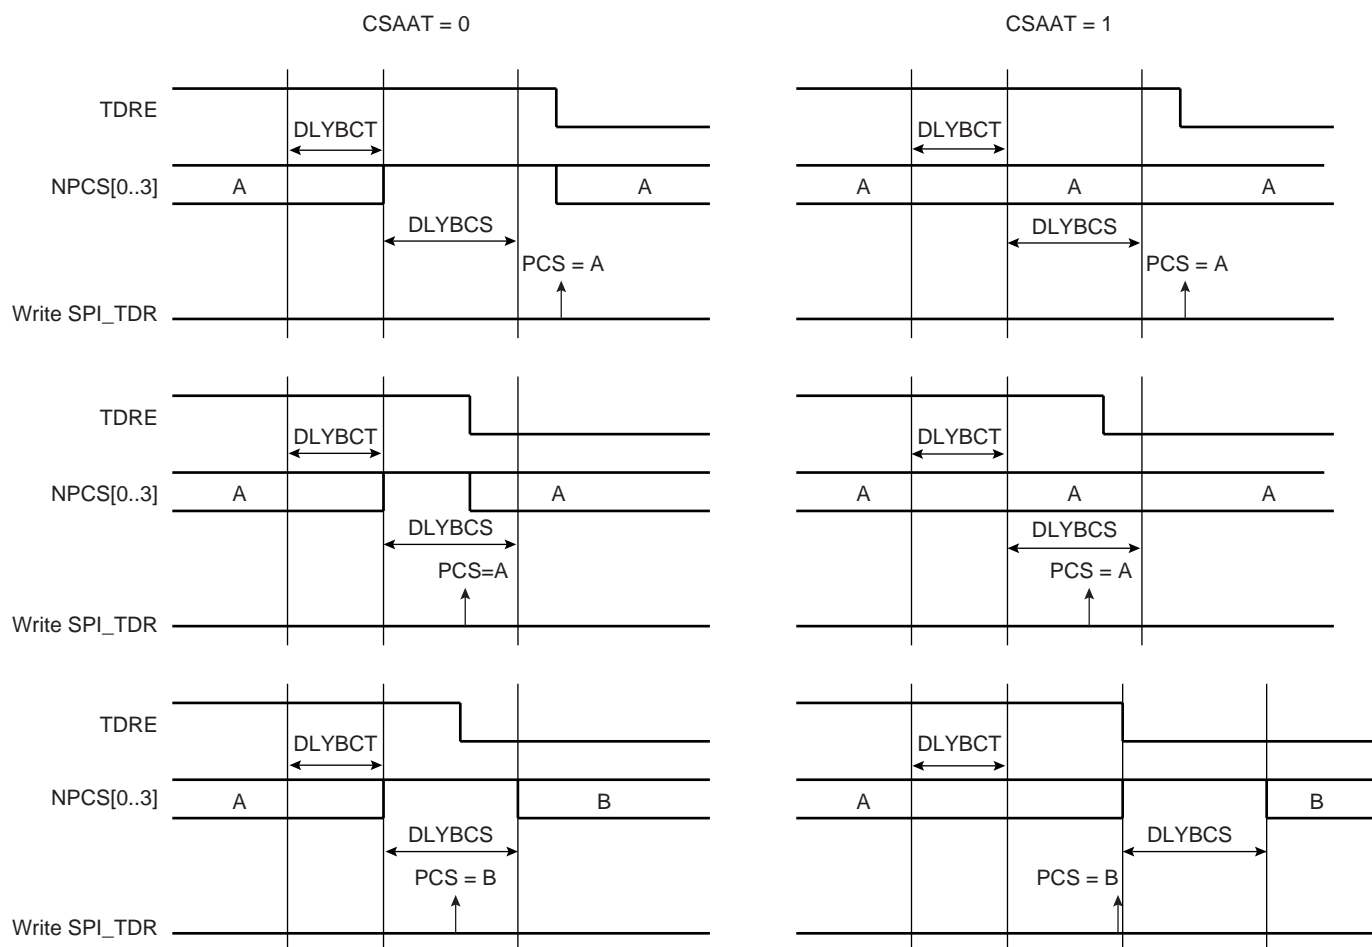 CSAAT = 0 CSAAT = 1
TDRE
DLYBCT DLYBCT
NPCS[0..3] A A A A A
DLYBCS DLYBCS
PCS = A PCS = A
Write SPI_TDR
TDRE
DLYBCT DLYBCT
NPCS[0..3] A A A A A
DLYBCS DLYBCS
PCS=A PCS = A
Write SPI_TDR
TDRE
DLYBCT DLYBCT
NPCS[0..3] A B A B
DLYBCS DLYBCS
PCS = B PCS = B
Write SPI_TDR